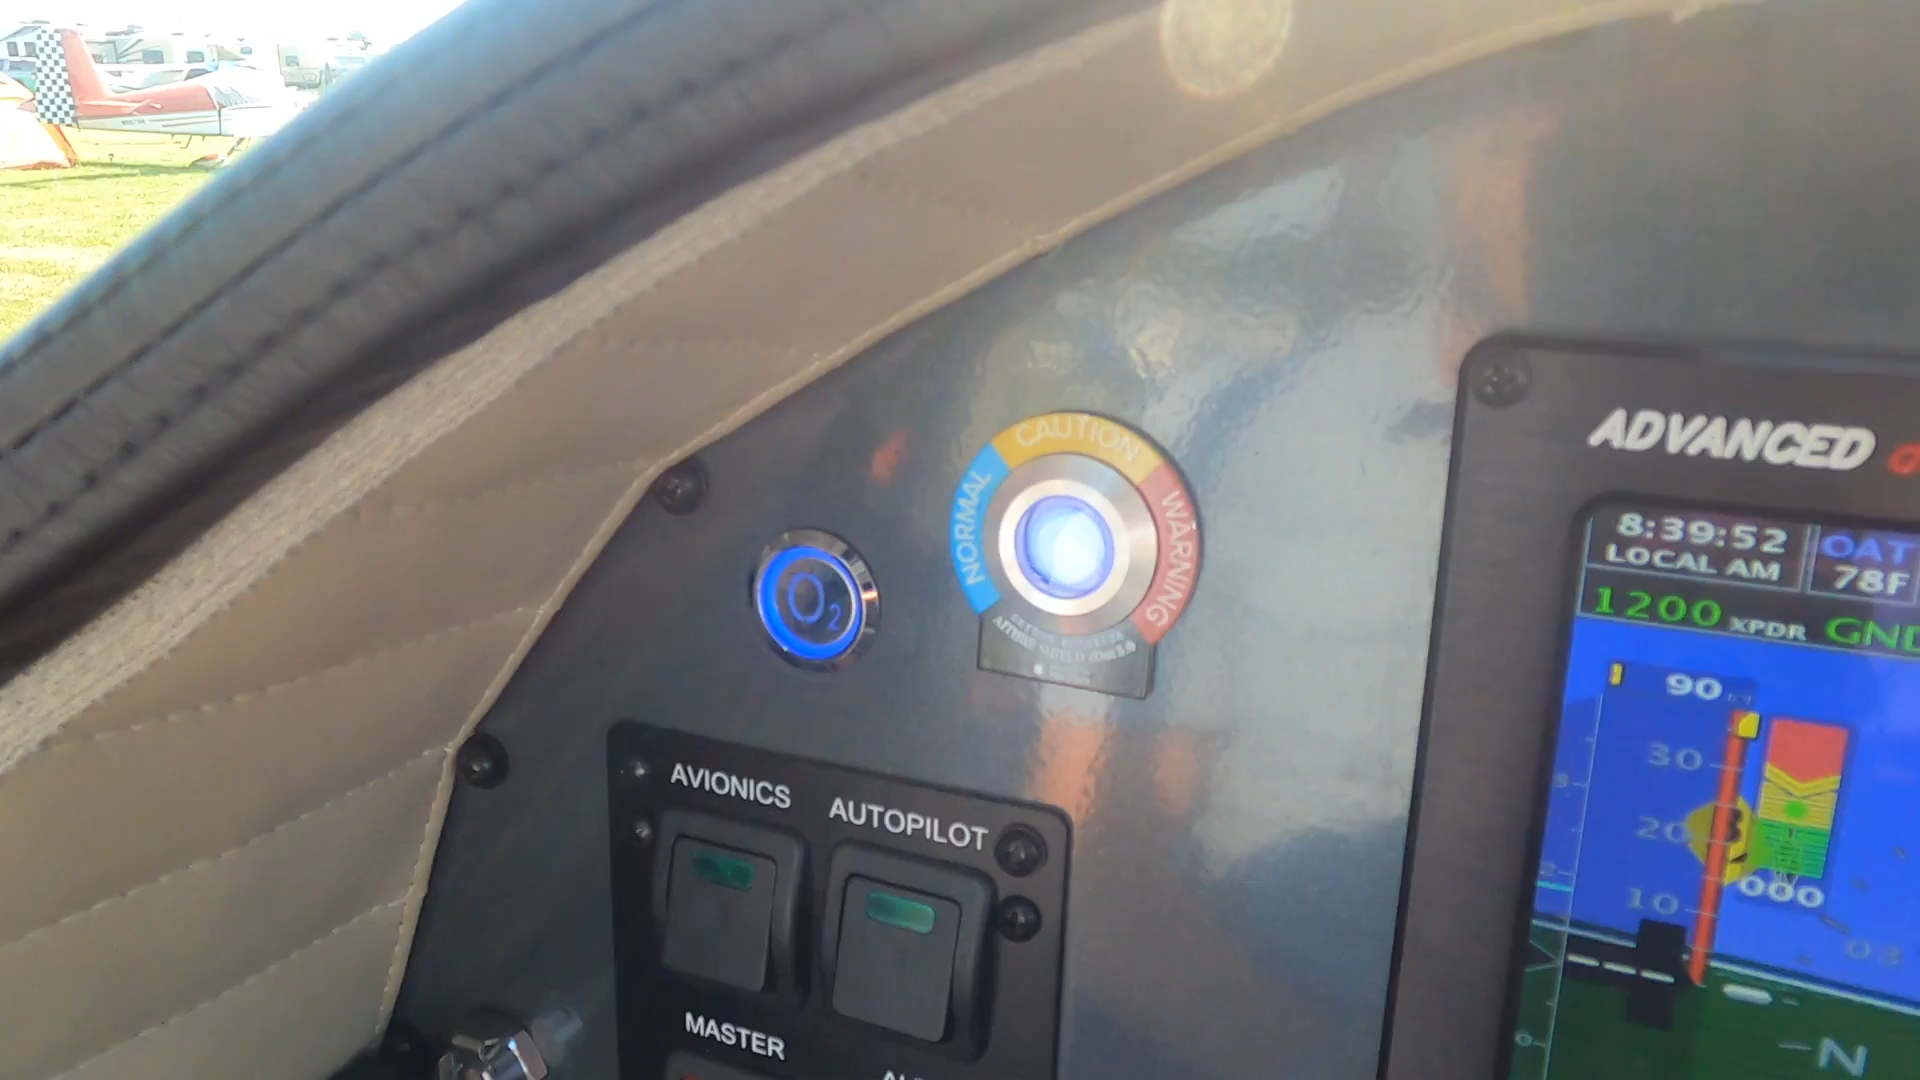 CAUTION
NORMAL
WARNING
O2
ADVANCED
8:39:52
LOCAL AM
OAT
78F
1200 XPDR GND
90
30
20
10
000
03
N
AVIONICS
AUTOPILOT
MASTER